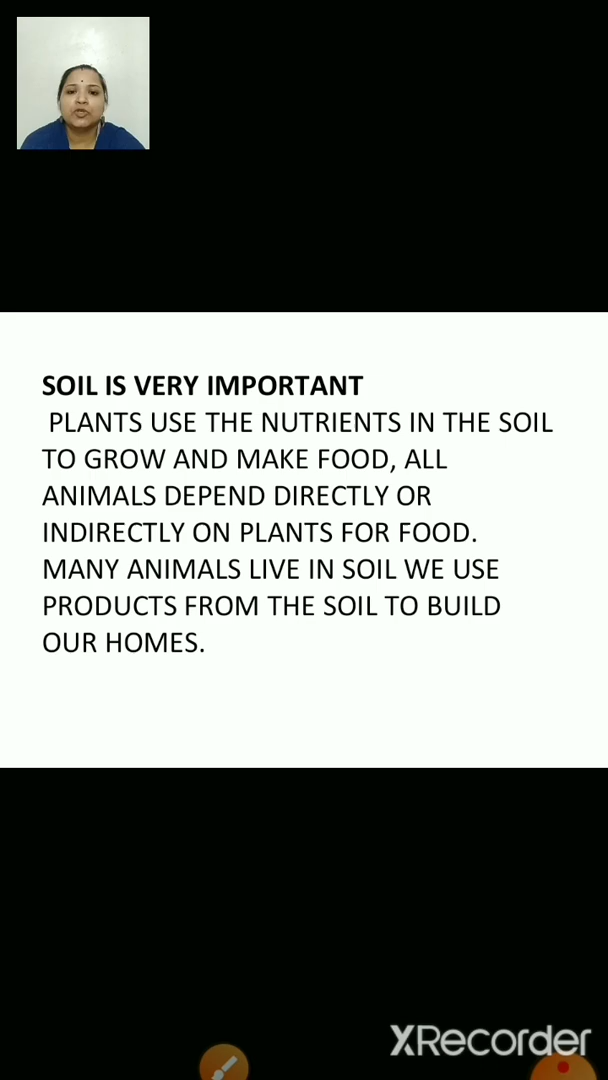 SOIL IS VERY IMPORTANT
PLANTS USE THE NUTRIENTS IN THE SOIL
TO GROW AND MAKE FOOD, ALL
ANIMALS DEPEND DIRECTLY OR
INDIRECTLY ON PLANTS FOR FOOD.
MANY ANIMALS LIVE IN SOIL WE USE
PRODUCTS FROM THE SOIL TO BUILD
OUR HOMES.
XRecorder